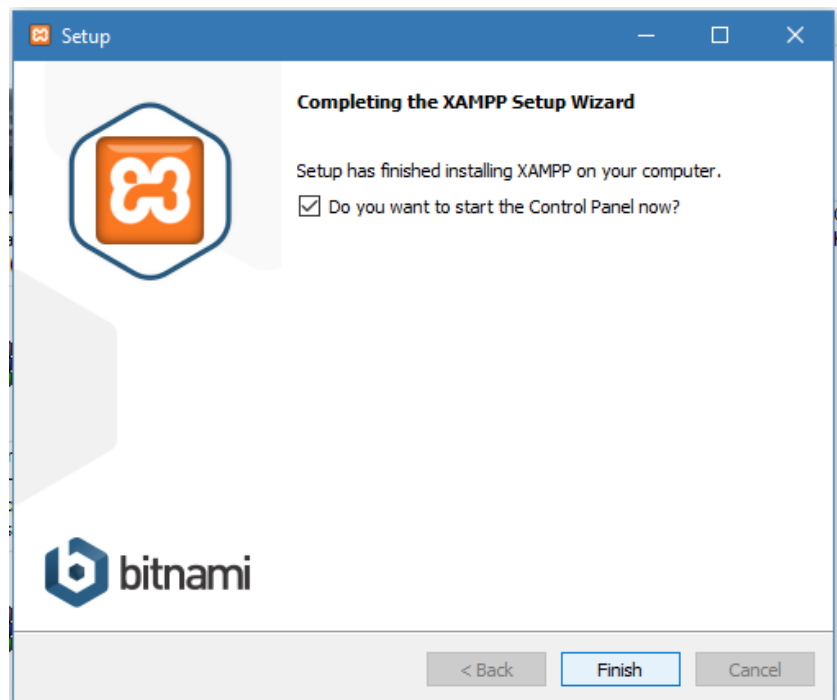 Setup
Completing the XAMPP Setup Wizard
Setup has finished installing XAMPP on your computer.
Do you want to start the Control Panel now?
bitnami
< Back
Finish
Cancel